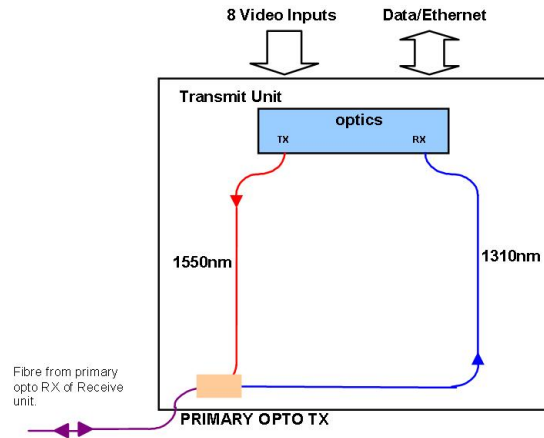 8 Video Inputs
Data/Ethernet
Transmit Unit
optics
TX
RX
1550nm
1310nm
Fibre from primary
opto RX of Receive
unit.
PRIMARY OPTO TX